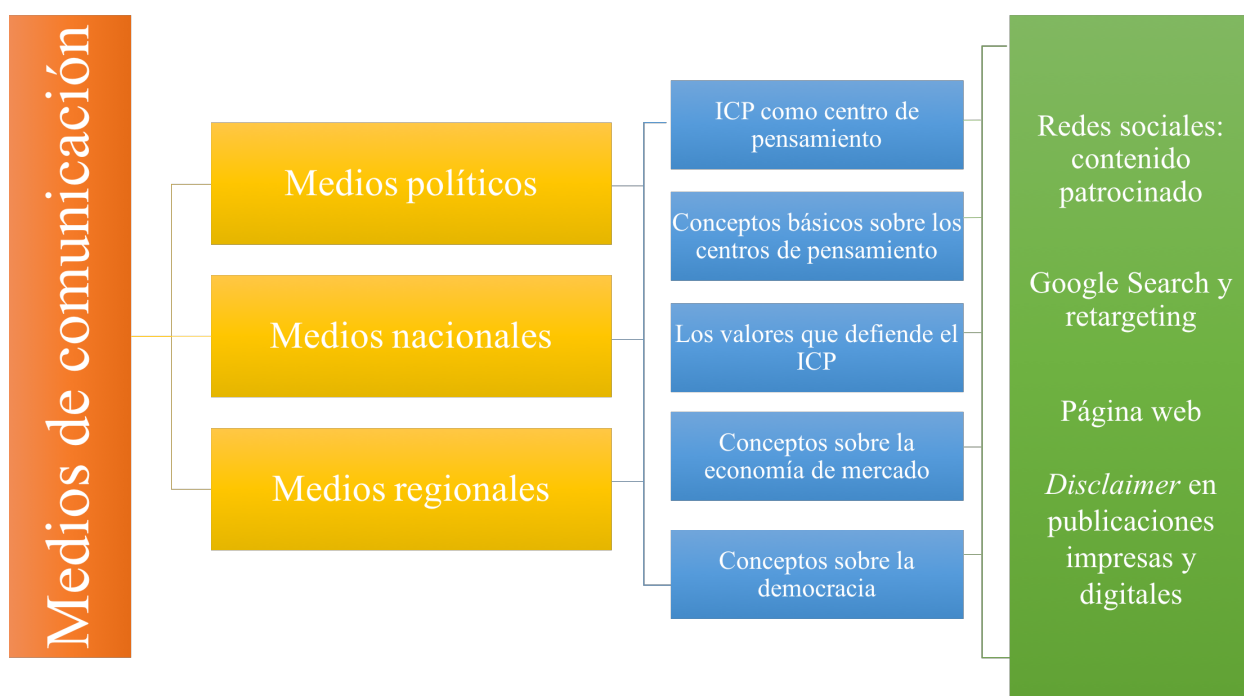 Medios de comunicación
Medios políticos
Medios nacionales
Medios regionales
ICP como centro de
pensamiento
Conceptos básicos sobre los
centros de pensamiento
Los valores que defiende el
ICP
Conceptos sobre la
economía de mercado
Conceptos sobre la
democracia
Redes sociales:
contenido
patrocinado
Google Search y
retargeting
Página web
Disclaimer en
publicaciones
impresas y
digitales